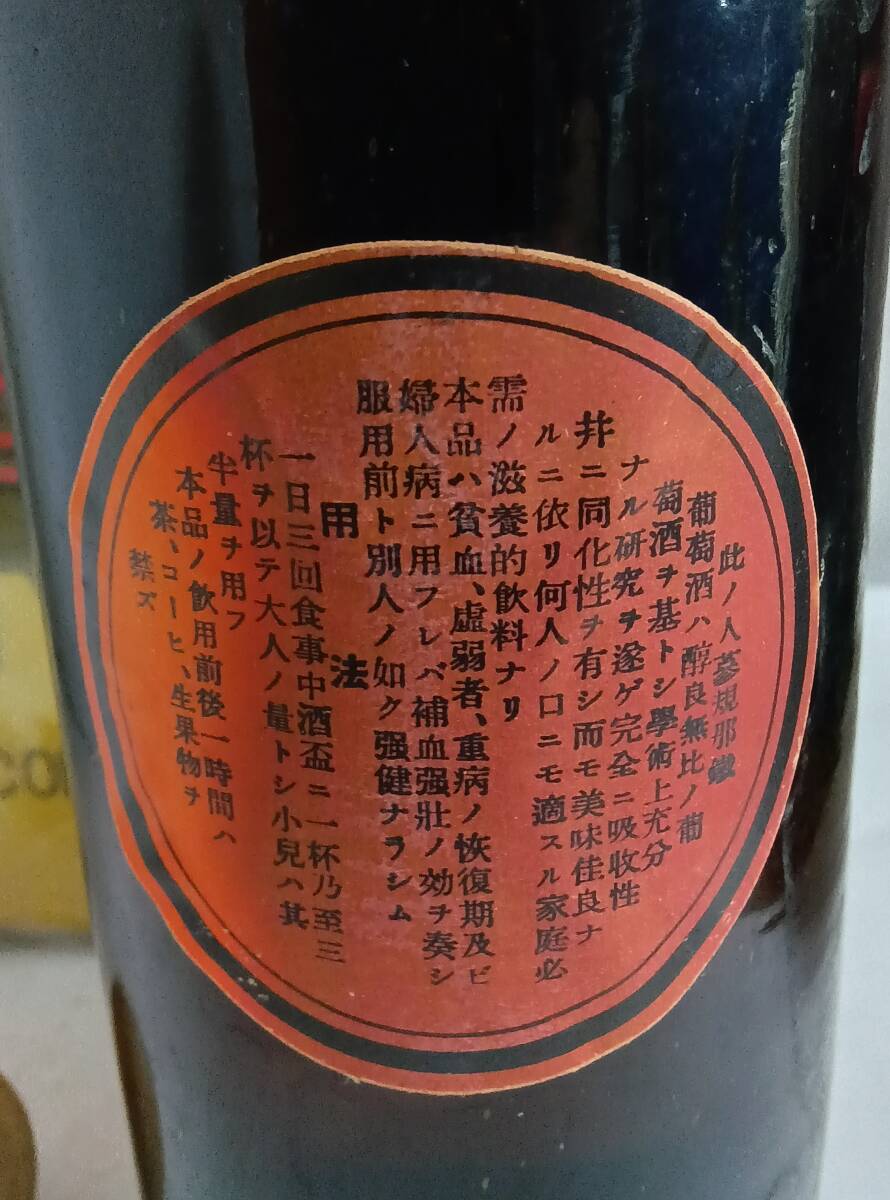 此ノ人蔘規那鐵
葡萄酒ハ醇良無比ノ葡
萄酒ヲ基トシ學術上充分
ナル研究ヲ遂ゲ完全ニ吸收性
幷ニ同化性ヲ有シ而モ美味佳良ナ
ルニ依リ何人ノ口ニモ適スル家庭必
需ノ滋養的飲料ナリ
本品ハ貧血、虛弱者、重病ノ恢復期及ビ
婦人病ニ用フレバ補血强壯ノ効ヲ奏シ
服用前ト別人ノ如ク强健ナラシム
用法
一日三回食事中酒盃ニ一杯乃至三
杯ヲ以テ大人ノ量トシ小兒ハ其
半量ヲ用フ
本品ノ飲用前後一時間ハ
茶、コーヒ、生果物ヲ
禁ズ
CO